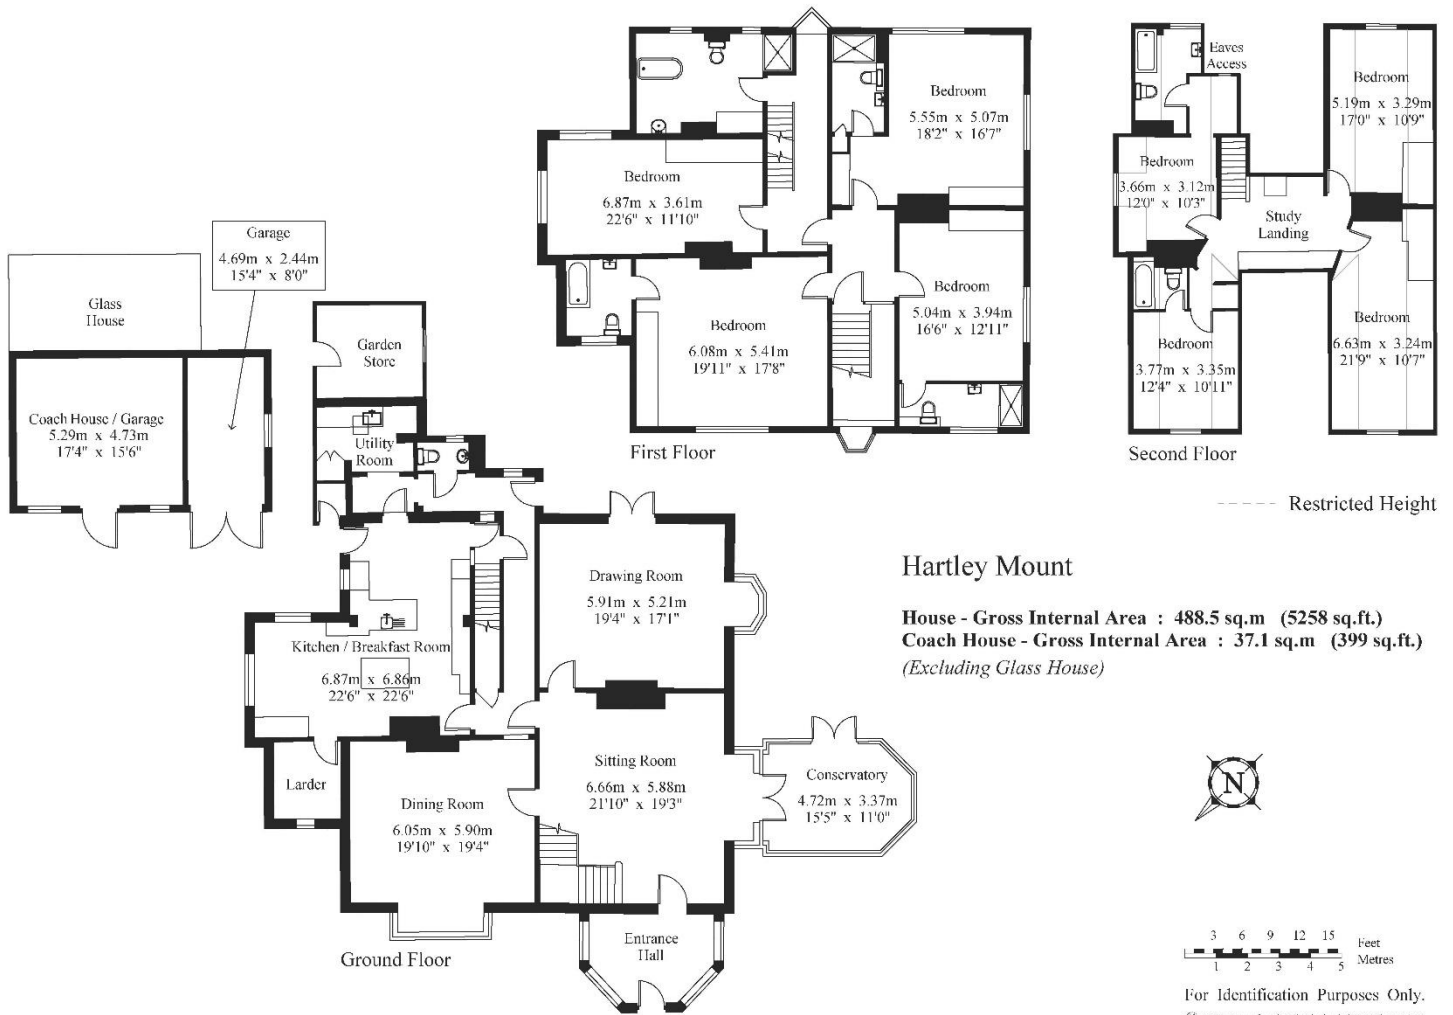 Garage
4.69m x 2.44m
15'4" x 8'0"
Glass
House
Coach House / Garage
5.29m x 4.73m
17'4" x 15'6"
Garden
Store
Utility
Room
Kitchen / Breakfast Room
6.87m x 6.86m
22'6" x 22'6"
Larder
Dining Room
6.05m x 5.90m
19'10" x 19'4"
Drawing Room
5.91m x 5.21m
19'4" x 17'1"
Sitting Room
6.66m x 5.88m
21'10" x 19'3"
Conservatory
4.72m x 3.37m
15'5" x 11'0"
Entrance
Hall
Ground Floor
Bedroom
6.87m x 3.61m
22'6" x 11'10"
Bedroom
5.55m x 5.07m
18'2" x 16'7"
Bedroom
5.04m x 3.94m
16'6" x 12'11"
Bedroom
6.08m x 5.41m
19'11" x 17'8"
First Floor
Eaves
Access
Bedroom
5.19m x 3.29m
17'0" x 10'9"
Bedroom
3.66m x 3.12m
12'0" x 10'3"
Study
Landing
Bedroom
3.77m x 3.35m
12'4" x 10'11"
Bedroom
6.63m x 3.24m
21'9" x 10'7"
Second Floor
Restricted Height
Hartley Mount
House - Gross Internal Area : 488.5 sq.m (5258 sq.ft.)
Coach House - Gross Internal Area : 37.1 sq.m (399 sq.ft.)
(Excluding Glass House)
N
3 6 9 12 15 Feet
1 2 3 4 5 Metres
For Identification Purposes Only.